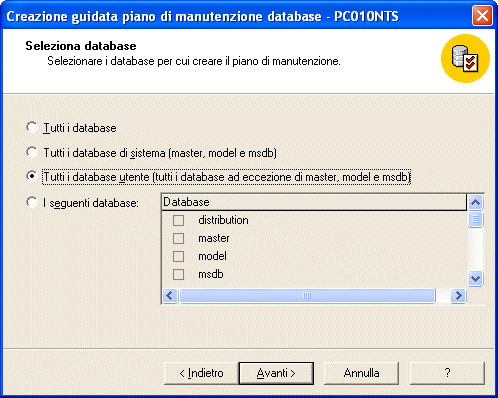 Creazione guidata piano di manutenzione database - PC010NTS
Seleziona database
Selezionare i database per cui creare il piano di manutenzione.
Tutti i database
Tutti i database di sistema (master, model e msdb)
Tutti i database utente (tutti i database ad eccezione di master, model e msdb)
I seguenti database:
Database
distribution
master
model
msdb
< Indietro
Avanti >
Annulla
?